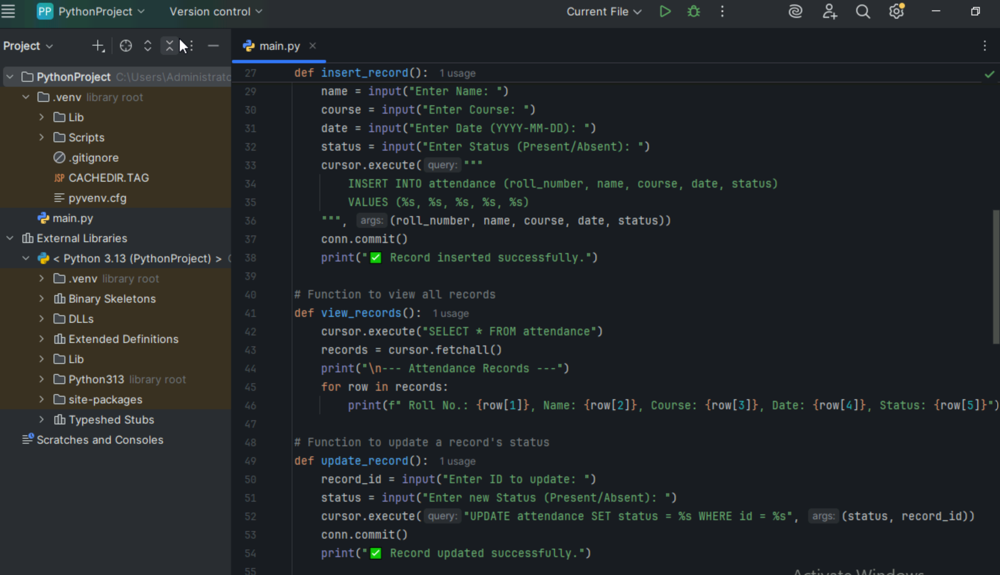 PP PythonProject Version control Current File
Project
main.py
PythonProject C:\Users\Administrato
.venv library root
Lib
Scripts
.gitignore
JSP CACHEDIR.TAG
pyvenv.cfg
main.py
External Libraries
< Python 3.13 (PythonProject) >
.venv library root
Binary Skeletons
DLLs
Extended Definitions
Lib
Python313 library root
site-packages
Typeshed Stubs
Scratches and Consoles
27 def insert_record(): 1 usage
29 name = input("Enter Name: ")
30 course = input("Enter Course: ")
31 date = input("Enter Date (YYYY-MM-DD): ")
32 status = input("Enter Status (Present/Absent): ")
33 cursor.execute( query: """
34 INSERT INTO attendance (roll_number, name, course, date, status)
35 VALUES (%s, %s, %s, %s, %s)
36 """, args: (roll_number, name, course, date, status))
37 conn.commit()
38 print("✅ Record inserted successfully.")
39
40 # Function to view all records
41 def view_records(): 1 usage
42 cursor.execute("SELECT * FROM attendance")
43 records = cursor.fetchall()
44 print("\n--- Attendance Records ---")
45 for row in records:
46 print(f" Roll No.: {row[1]}, Name: {row[2]}, Course: {row[3]}, Date: {row[4]}, Status: {row[5]}")
47
48 # Function to update a record's status
49 def update_record(): 1 usage
50 record_id = input("Enter ID to update: ")
51 status = input("Enter new Status (Present/Absent): ")
52 cursor.execute( query: "UPDATE attendance SET status = %s WHERE id = %s", args: (status, record_id))
53 conn.commit()
54 print("✅ Record updated successfully.")
55
Activate Windows